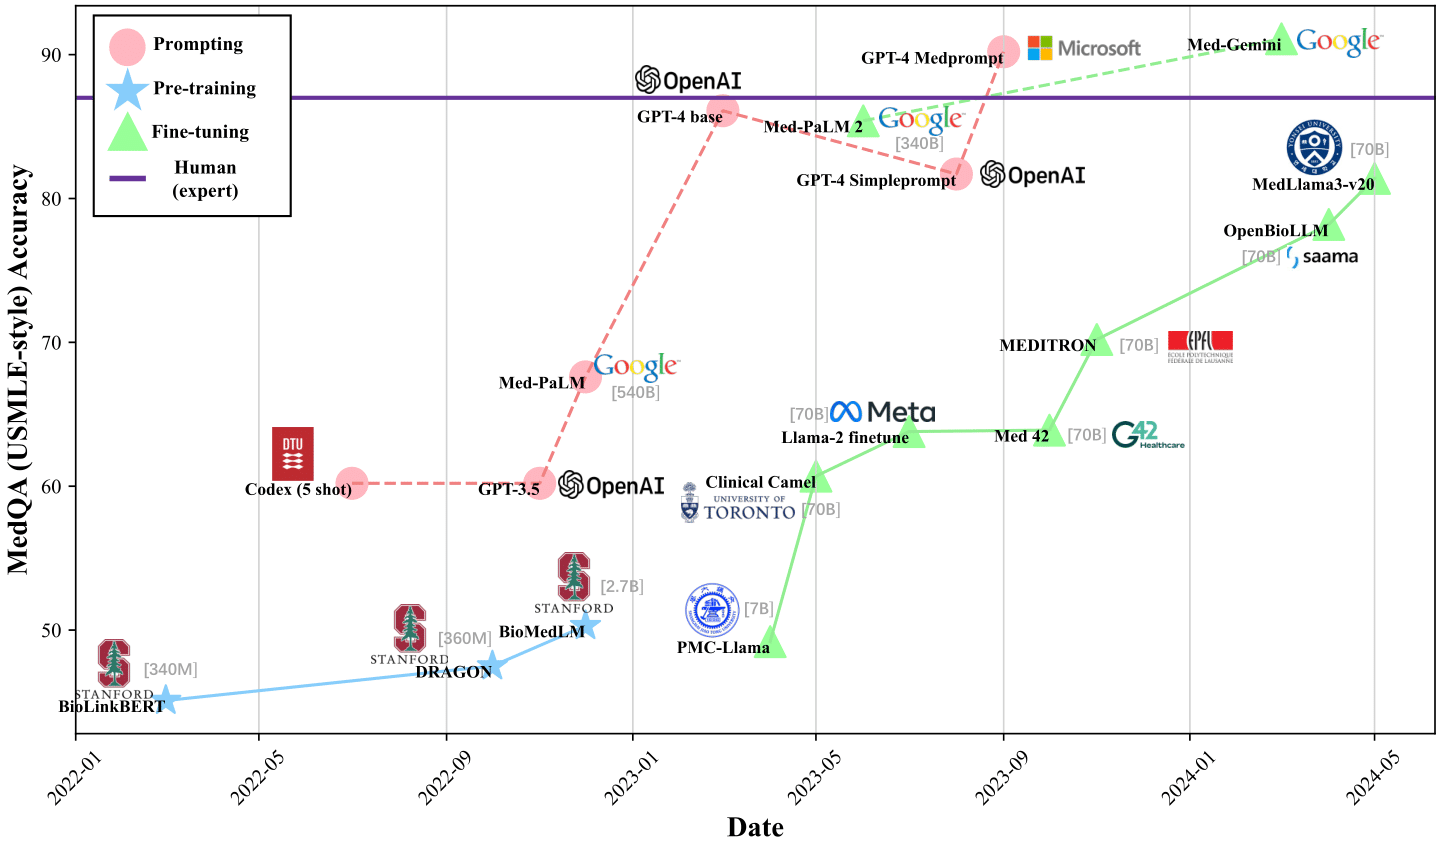 Prompting
Pre-training
Fine-tuning
Human
(expert)
MedQA (USMLE-style) Accuracy
90
80
70
60
50
OpenAI
GPT-4 base
GPT-4 Medprompt
Microsoft
Med-Gemini
Google
Med-PaLM 2
Google
[340B]
GPT-4 Simpleprompt
OpenAI
[70B]
MedLlama3-v20
OpenBioLLM
[70B]
saama
MEDITRON
[70B]
EPFL
ECOLE POLYTECHNIQUE
FEDERALE DE LAUSANNE
Med-PaLM
Google
[540B]
[70B]
Meta
Llama-2 finetune
Med 42
[70B]
G42
Healthcare
DTU
Codex (5 shot)
GPT-3.5
OpenAI
Clinical Camel
UNIVERSITY OF
TORONTO
[70B]
[7B]
PMC-Llama
STANFORD
[2.7B]
BioMedLM
STANFORD
[360M]
DRAGON
STANFORD
[340M]
BioLinkBERT
2022-01
2022-05
2022-09
2023-01
2023-05
2023-09
2024-01
2024-05
Date